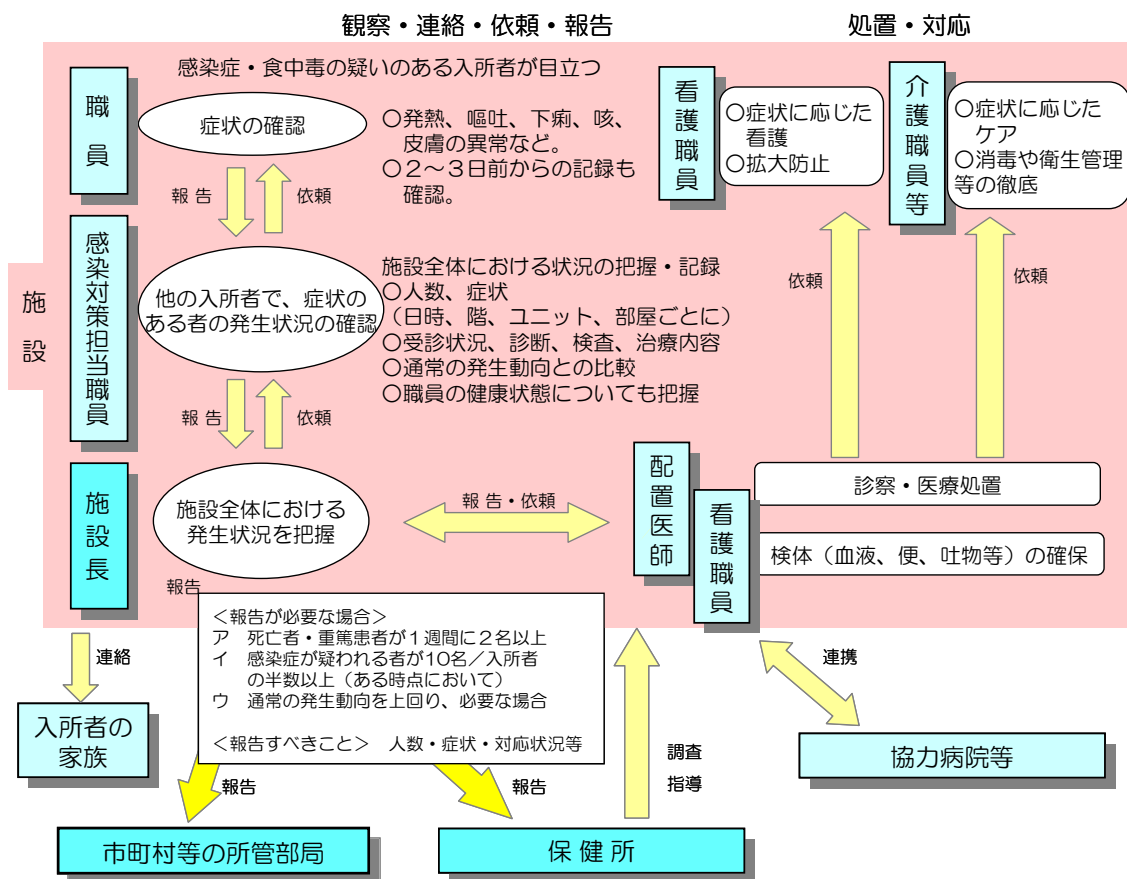 観察・連絡・依頼・報告
処置・対応
感染症・食中毒の疑いのある入所者が目立つ
職員
症状の確認
〇発熱、嘔吐、下痢、咳、
皮膚の異常など。
〇２～３日前からの記録も
確認。
看護職員
〇症状に応じた
看護
〇拡大防止
介護職員等
〇症状に応じた
ケア
〇消毒や衛生管理
等の徹底
報 告
依頼
施設
感染対策担当職員
他の入所者で、症状の
ある者の発生状況の確認
施設全体における状況の把握・記録
〇人数、症状
（日時、階、ユニット、部屋ごとに）
〇受診状況、診断、検査、治療内容
〇通常の発生動向との比較
〇職員の健康状態についても把握
依頼
依頼
報 告
依頼
施設長
施設全体における
発生状況を把握
報 告・依頼
配置医師
看護職員
診察・医療処置
検体（血液、便、吐物等）の確保
報告
＜報告が必要な場合＞
ア 死亡者・重篤患者が１週間に２名以上
イ 感染症が疑われる者が10名／入所者
の半数以上（ある時点において）
ウ 通常の発生動向を上回り、必要な場合
＜報告すべきこと＞ 人数・症状・対応状況等
連絡
連携
入所者の
家族
調査
指導
協力病院等
報告
報告
市町村等の所管部局
保 健 所